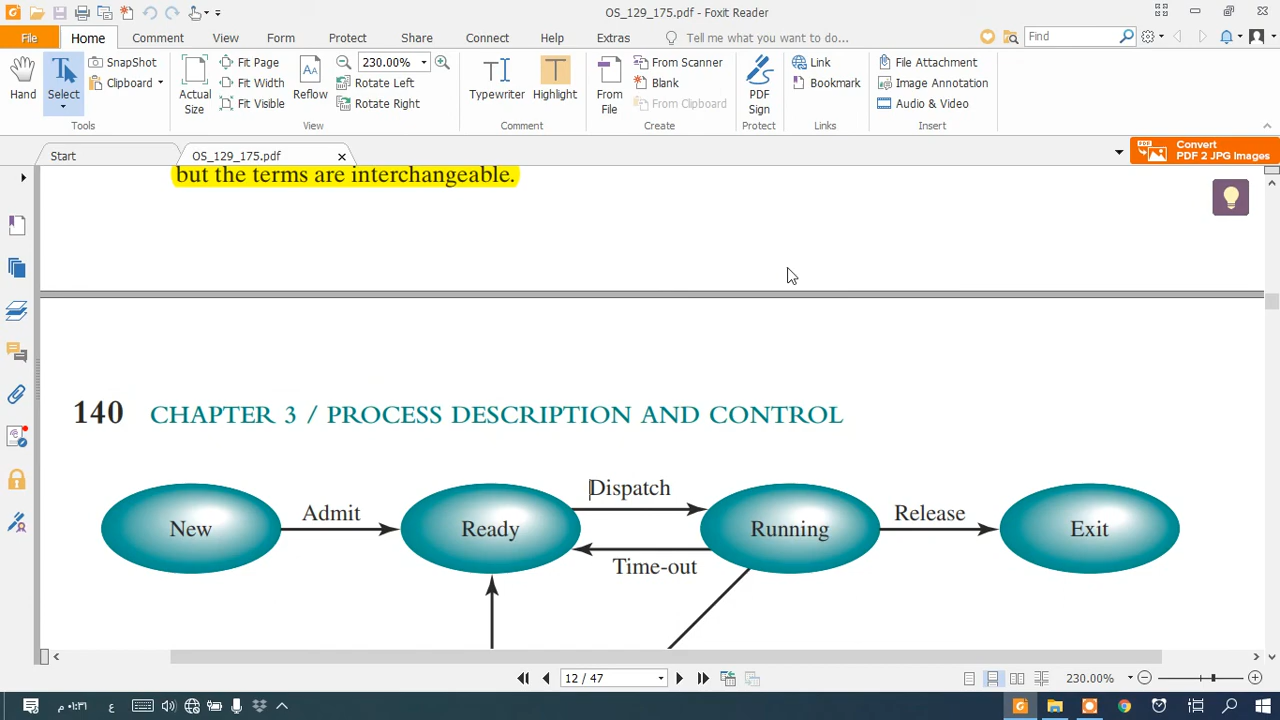 OS_129_175.pdf - Foxit Reader
File Home Comment View Form Protect Share Connect Help Extras Tell me what you want to do... Find
Hand
Select
SnapShot
Clipboard
Tools
Actual Size
Fit Page
Fit Width
Fit Visible
Reflow
230.00%
Rotate Left
Rotate Right
View
Typewriter
Highlight
Comment
From File
From Scanner
Blank
From Clipboard
Create
PDF Sign
Protect
Link
Bookmark
Links
File Attachment
Image Annotation
Audio & Video
Insert
Start
OS_129_175.pdf
Convert
PDF 2 JPG Images
but the terms are interchangeable.
140 CHAPTER 3 / PROCESS DESCRIPTION AND CONTROL
New
Admit
Ready
Dispatch
Time-out
Running
Release
Exit
12 / 47
230.00%
٠١:٣١ م
ع